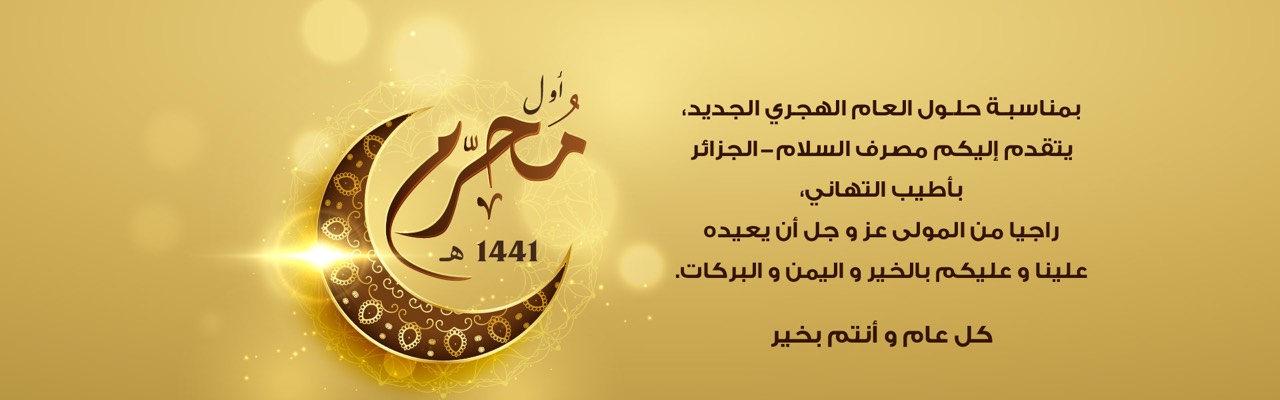 أول
مُحرّم
1441 هـ
بمناسبة حلول العام الهجري الجديد،
يتقدم إليكم مصرف السلام-الجزائر
بأطيب التهاني،
راجيا من المولى عز و جل أن يعيده
علينا و عليكم بالخير و اليمن و البركات.
كل عام و أنتم بخير